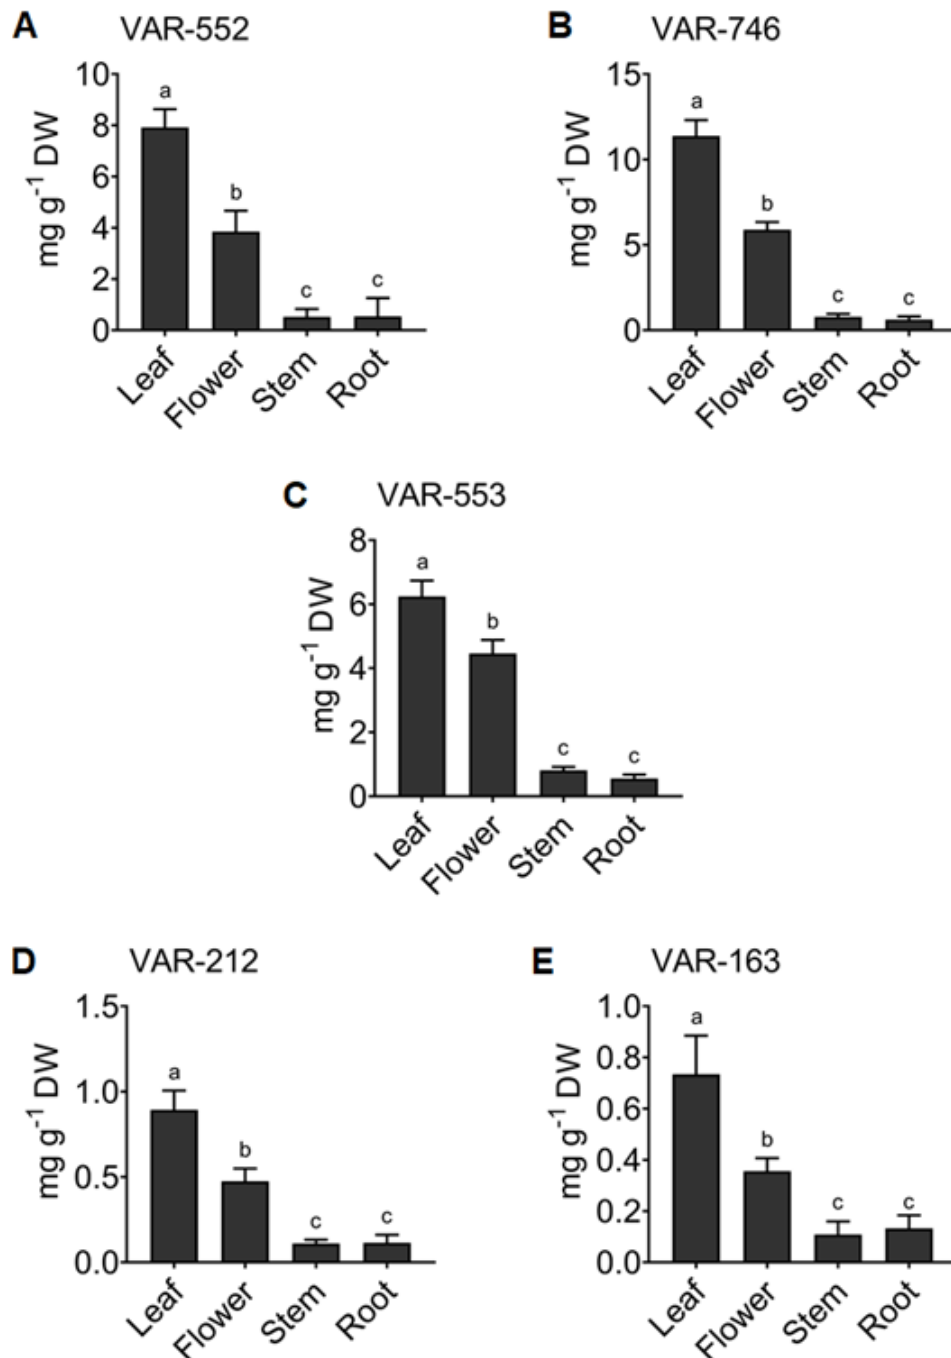 A VAR-552
10
8
6
4
2
0
mg g⁻¹ DW
a
b
c
c
Leaf
Flower
Stem
Root
B VAR-746
15
10
5
0
mg g⁻¹ DW
a
b
c
c
Leaf
Flower
Stem
Root
C VAR-553
8
6
4
2
0
mg g⁻¹ DW
a
b
c
c
Leaf
Flower
Stem
Root
D VAR-212
1.5
1.0
0.5
0.0
mg g⁻¹ DW
a
b
c
c
Leaf
Flower
Stem
Root
E VAR-163
1.0
0.8
0.6
0.4
0.2
0.0
mg g⁻¹ DW
a
b
c
c
Leaf
Flower
Stem
Root